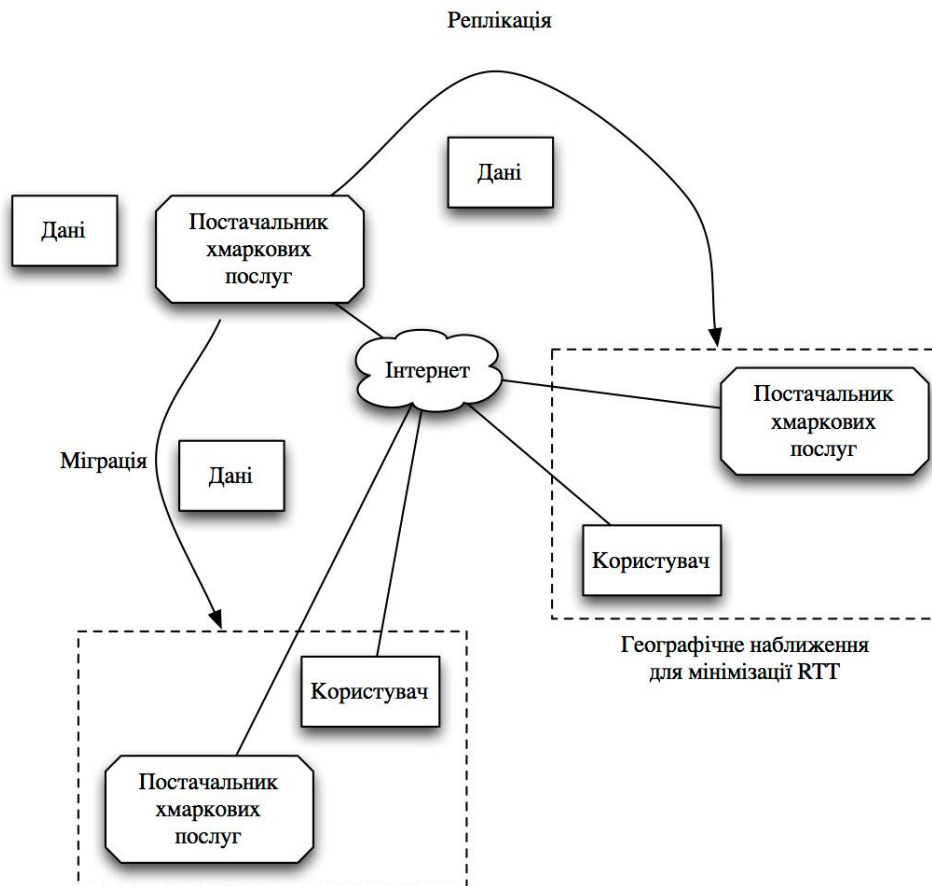 Реплікація
Дані
Дані
Постачальник
хмаркових
послуг
Інтернет
Постачальник
хмаркових
послуг
Міграція
Дані
Користувач
Географічне наближення
для мінімізації RTT
Користувач
Постачальник
хмаркових
послуг